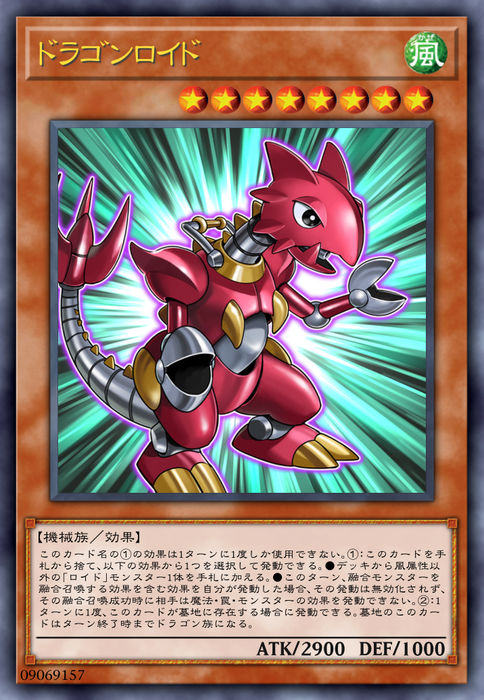 ドラゴンロイド
かぜ
風
【機械族／効果】
このカード名の①の効果は1ターンに1度しか使用できない。①：このカードを手
札から捨て、以下の効果から1つを選択して発動できる。●デッキから風属性以
外の「ロイド」モンスター1体を手札に加える。●このターン、融合モンスターを
融合召喚する効果を含む効果を自分が発動した場合、その発動は無効化されず、
その融合召喚成功時に相手は魔法・罠・モンスターの効果を発動できない。②：1
ターンに1度、このカードが墓地に存在する場合に発動できる。墓地のこのカー
ドはターン終了時までドラゴン族になる。
ATK/2900 DEF/1000
09069157